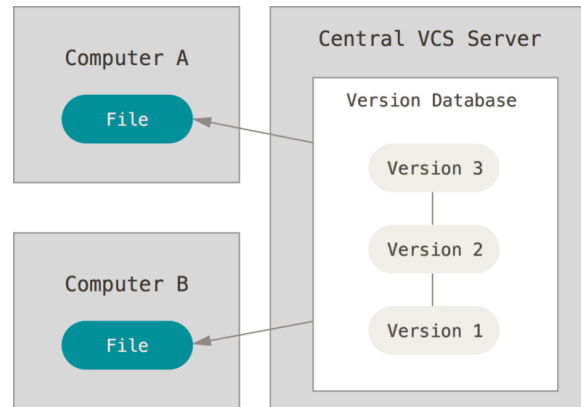 Computer A
File
Computer B
File
Central VCS Server
Version Database
Version 3
Version 2
Version 1